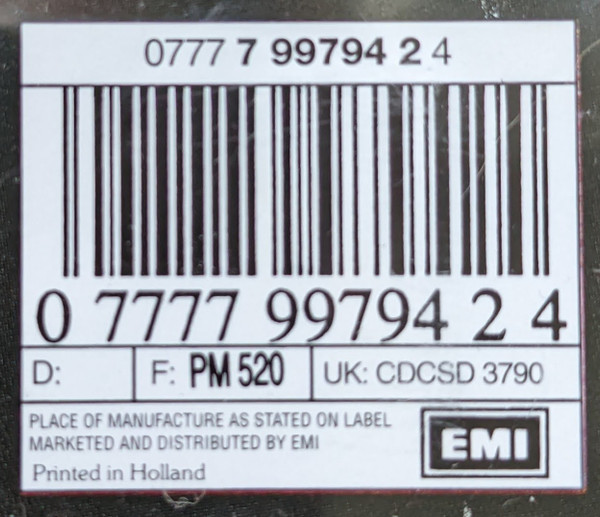 0777 7 99794 2 4
0 7777 99794 2 4
D: F: PM 520 UK: CDCSD 3790
PLACE OF MANUFACTURE AS STATED ON LABEL
MARKETED AND DISTRIBUTED BY EMI
Printed in Holland
EMI